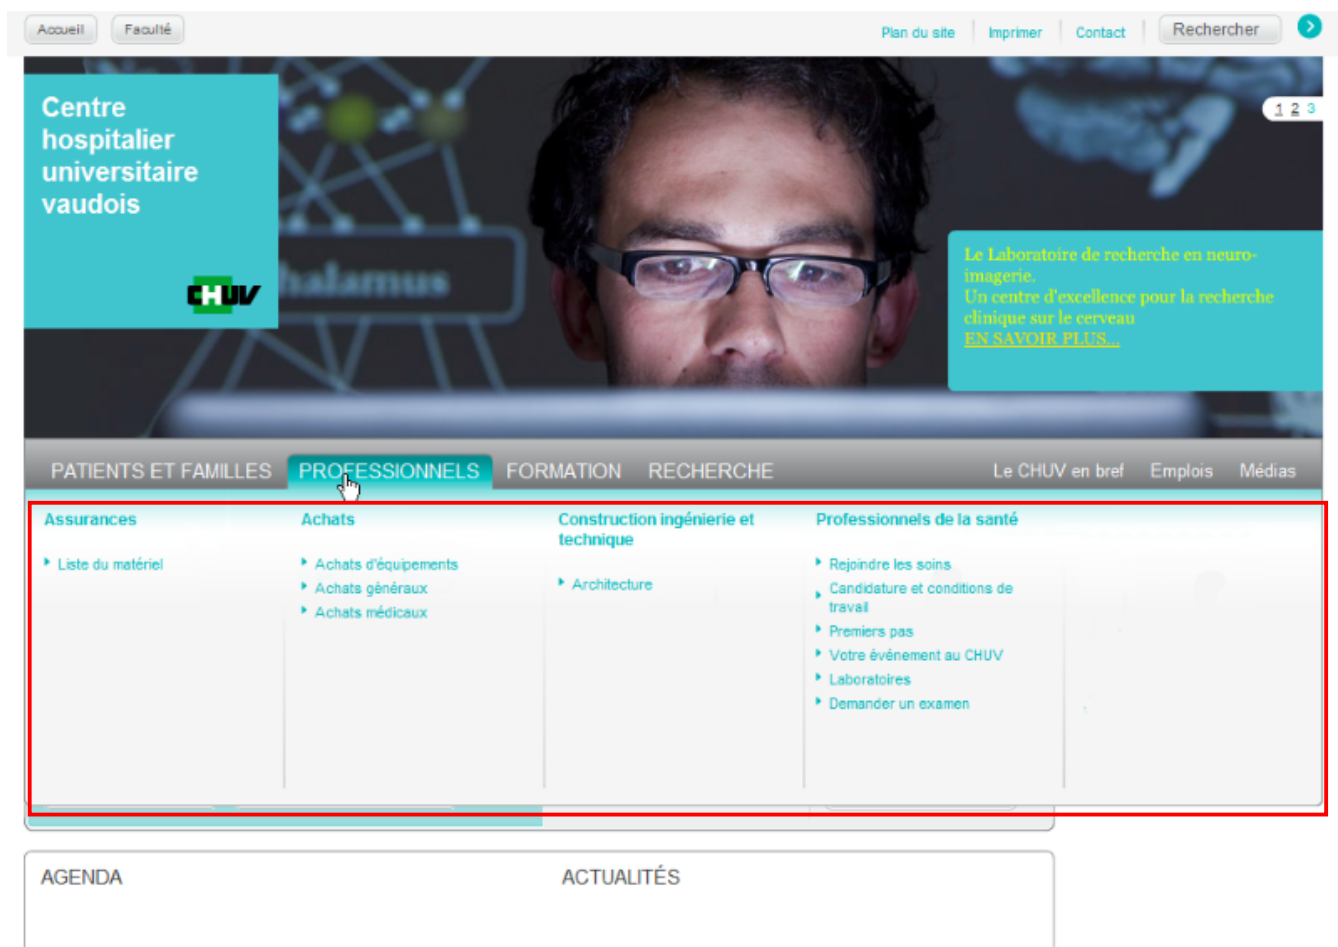 Accueil
Faculté
Plan du site
Imprimer
Contact
Rechercher
Centre
hospitalier
universitaire
vaudois
CHUV
halamus
1 2 3
Le Laboratoire de recherche en neuro-
imagerie.
Un centre d'excellence pour la recherche
clinique sur le cerveau
EN SAVOIR PLUS...
PATIENTS ET FAMILLES
PROFESSIONNELS
FORMATION
RECHERCHE
Le CHUV en bref
Emplois
Médias
Assurances
Liste du matériel
Achats
Achats d'équipements
Achats généraux
Achats médicaux
Construction ingénierie et
technique
Architecture
Professionnels de la santé
Rejoindre les soins
Candidature et conditions de
travail
Premiers pas
Votre événement au CHUV
Laboratoires
Demander un examen
AGENDA
ACTUALITÉS